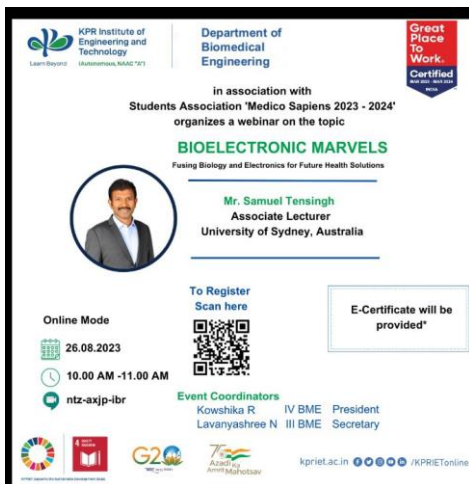 KPR Institute of
Engineering and
Technology
Learn Beyond
(Autonomous, NAAC "A")
Department of
Biomedical
Engineering
Great
Place
To
Work®
Certified
INDIA
in association with
Students Association 'Medico Sapiens 2023 - 2024'
organizes a webinar on the topic
BIOELECTRONIC MARVELS
Fusing Biology and Electronics for Future Health Solutions
Mr. Samuel Tensingh
Associate Lecturer
University of Sydney, Australia
To Register
Scan here
E-Certificate will be
provided*
Online Mode
26.08.2023
10.00 AM -11.00 AM
ntz-axjp-ibr
Event Coordinators
Kowshika R IV BME President
Lavanyashree N III BME Secretary
4 QUALITY EDUCATION
G20
Azadi Ka
Amrit Mahotsav
kpriet.ac.in /KPRIETonline